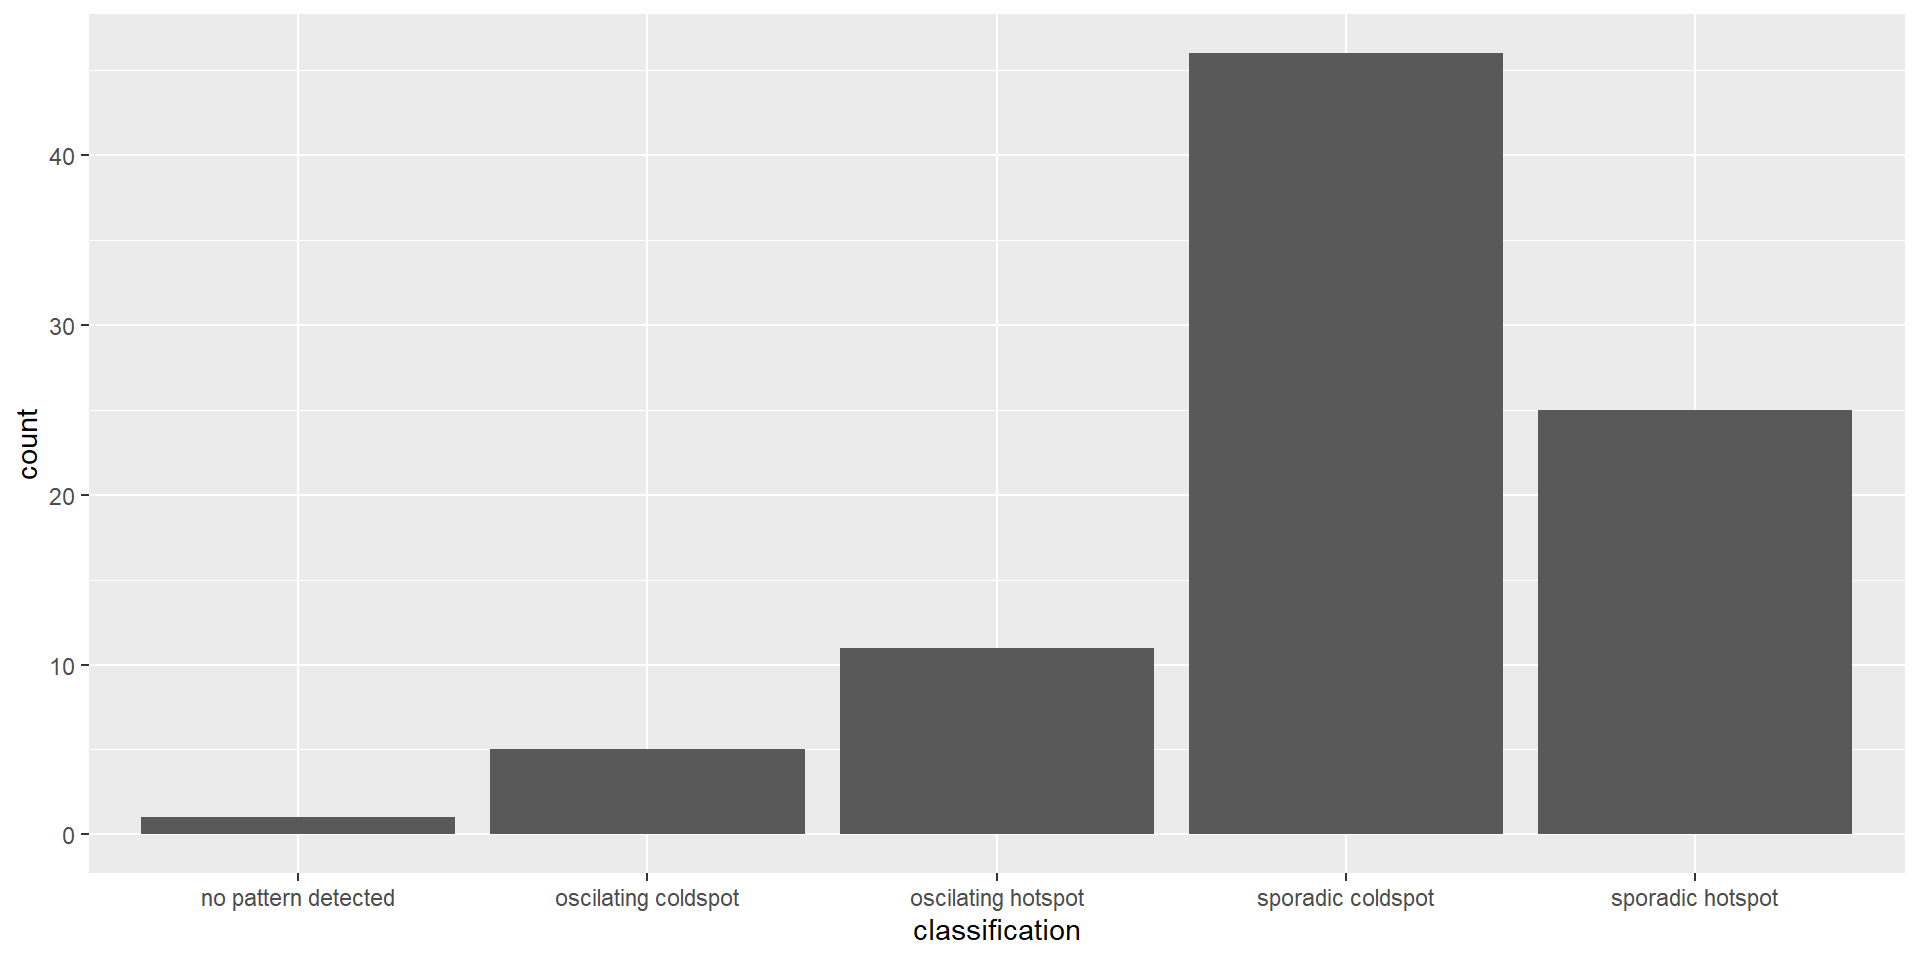 40
30
20
10
0
count
no pattern detected
oscilating coldspot
oscilating hotspot
sporadic coldspot
sporadic hotspot
classification